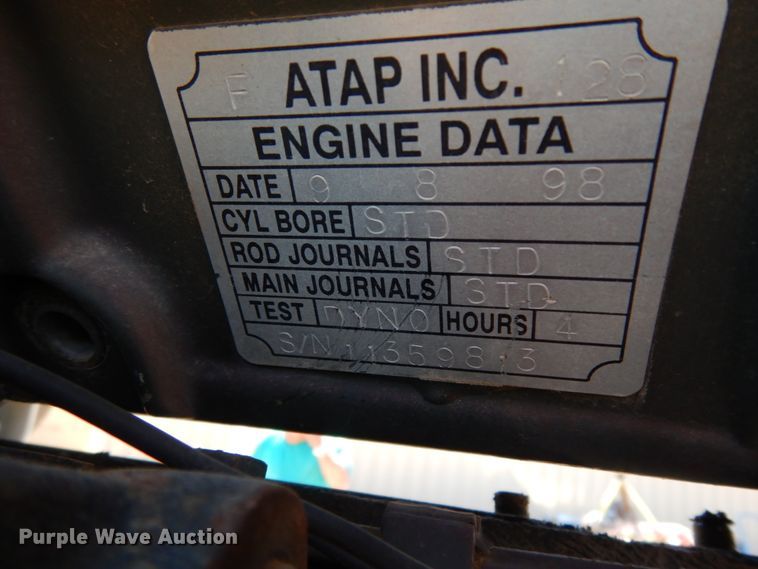 F ATAP INC. 128
ENGINE DATA
DATE 9 8 98
CYL BORE STD
ROD JOURNALS STD
MAIN JOURNALS STD
TEST DYNO HOURS 4
Purple Wave Auction